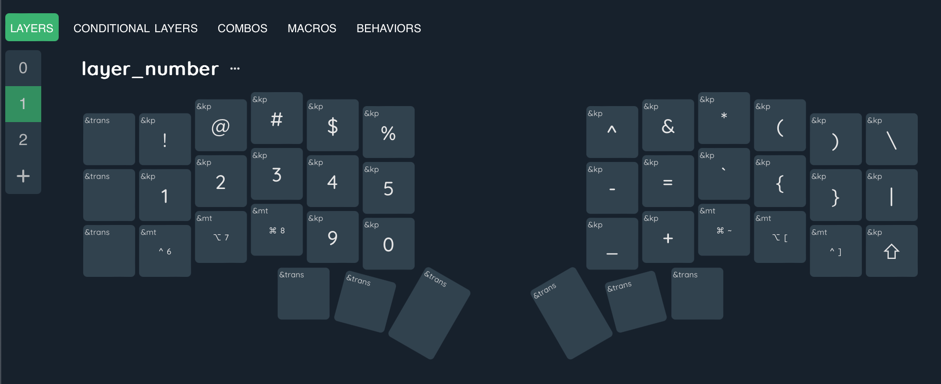 LAYERS CONDITIONAL LAYERS COMBOS MACROS BEHAVIORS
0
1
2
+
layer_number ···
&trans &kp &kp &kp &kp &kp &kp &kp &kp &kp &kp &kp
! @ # $ % ^ & * ( ) \
&trans &kp &kp &kp &kp &kp &kp &kp &kp &kp &kp &kp
1 2 3 4 5 - = ` { } |
&trans &mt &mt &mt &kp &kp &kp &kp &mt &mt &mt &kp
^ 6 ⌥ 7 ⌘ 8 9 0 _ + ⌘ ~ ⌥ [ ^ ] ⇧
&trans &trans &trans &trans &trans &trans